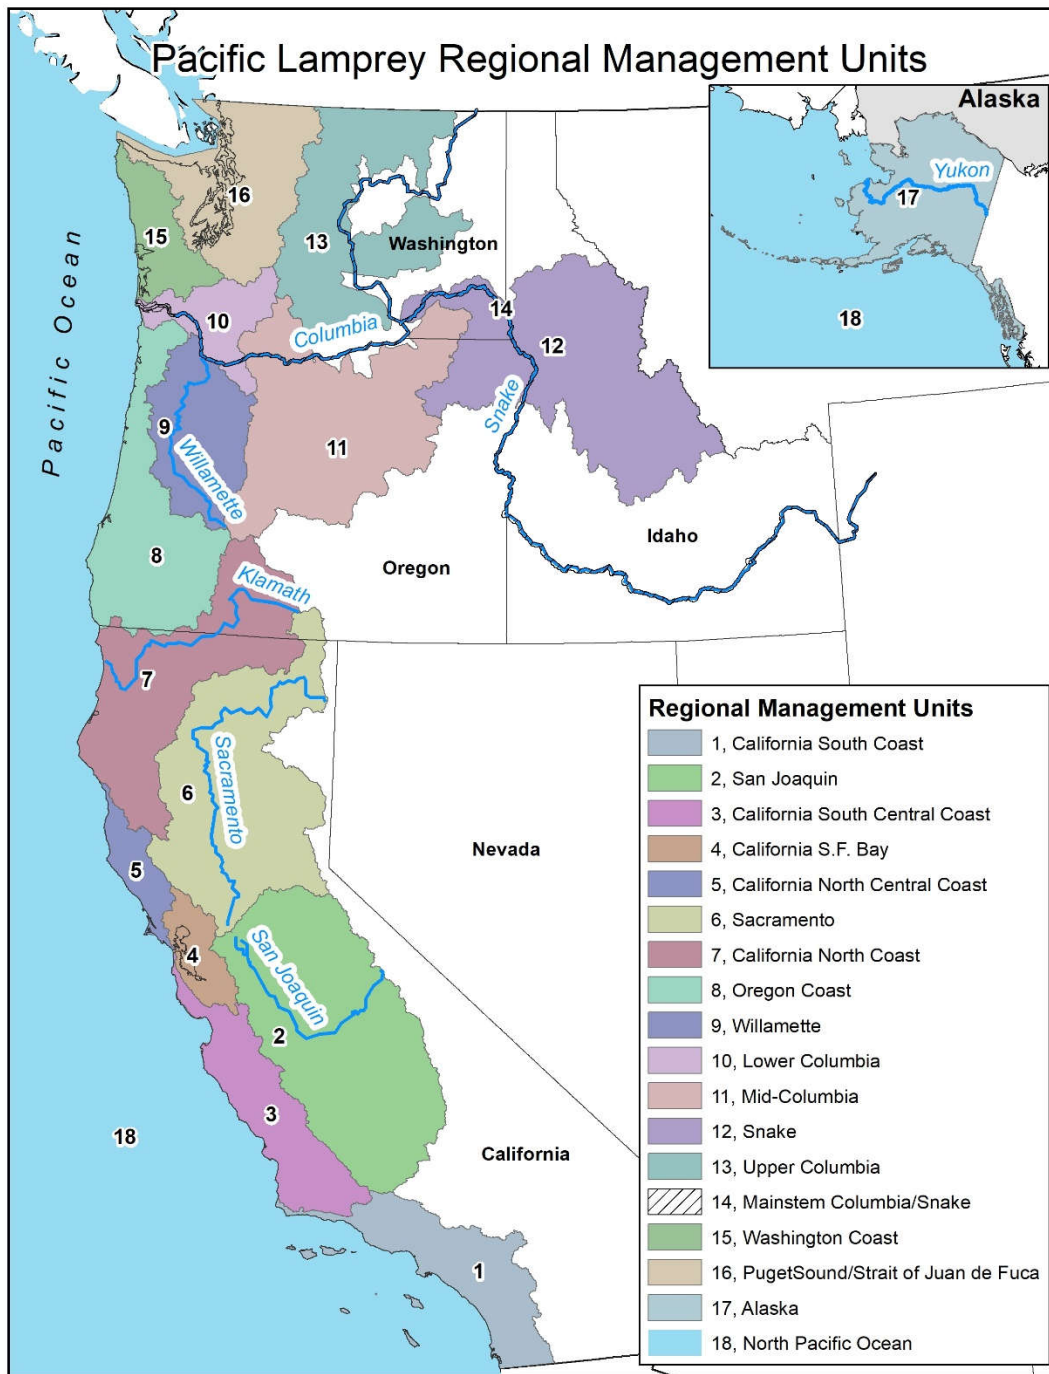 Pacific Lamprey Regional Management Units
Alaska
Yukon
17
18
16
15
13
Washington
Pacific Ocean
10
Columbia
14
12
Snake
9
Willamette
11
8
Oregon
Idaho
Klamath
7
Sacramento
6
Nevada
5
4
San Joaquin
2
3
18
California
1
Regional Management Units
1, California South Coast
2, San Joaquin
3, California South Central Coast
4, California S.F. Bay
5, California North Central Coast
6, Sacramento
7, California North Coast
8, Oregon Coast
9, Willamette
10, Lower Columbia
11, Mid-Columbia
12, Snake
13, Upper Columbia
14, Mainstem Columbia/Snake
15, Washington Coast
16, PugetSound/Strait of Juan de Fuca
17, Alaska
18, North Pacific Ocean